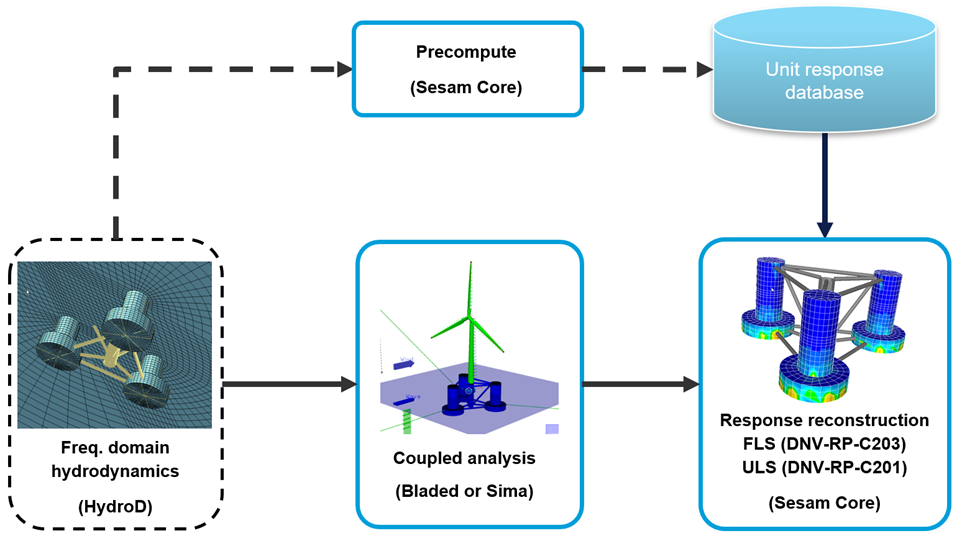 Precompute
(Sesam Core)
Unit response
database
Freq. domain
hydrodynamics
(HydroD)
Coupled analysis
(Bladed or Sima)
Response reconstruction
FLS (DNV-RP-C203)
ULS (DNV-RP-C201)
(Sesam Core)